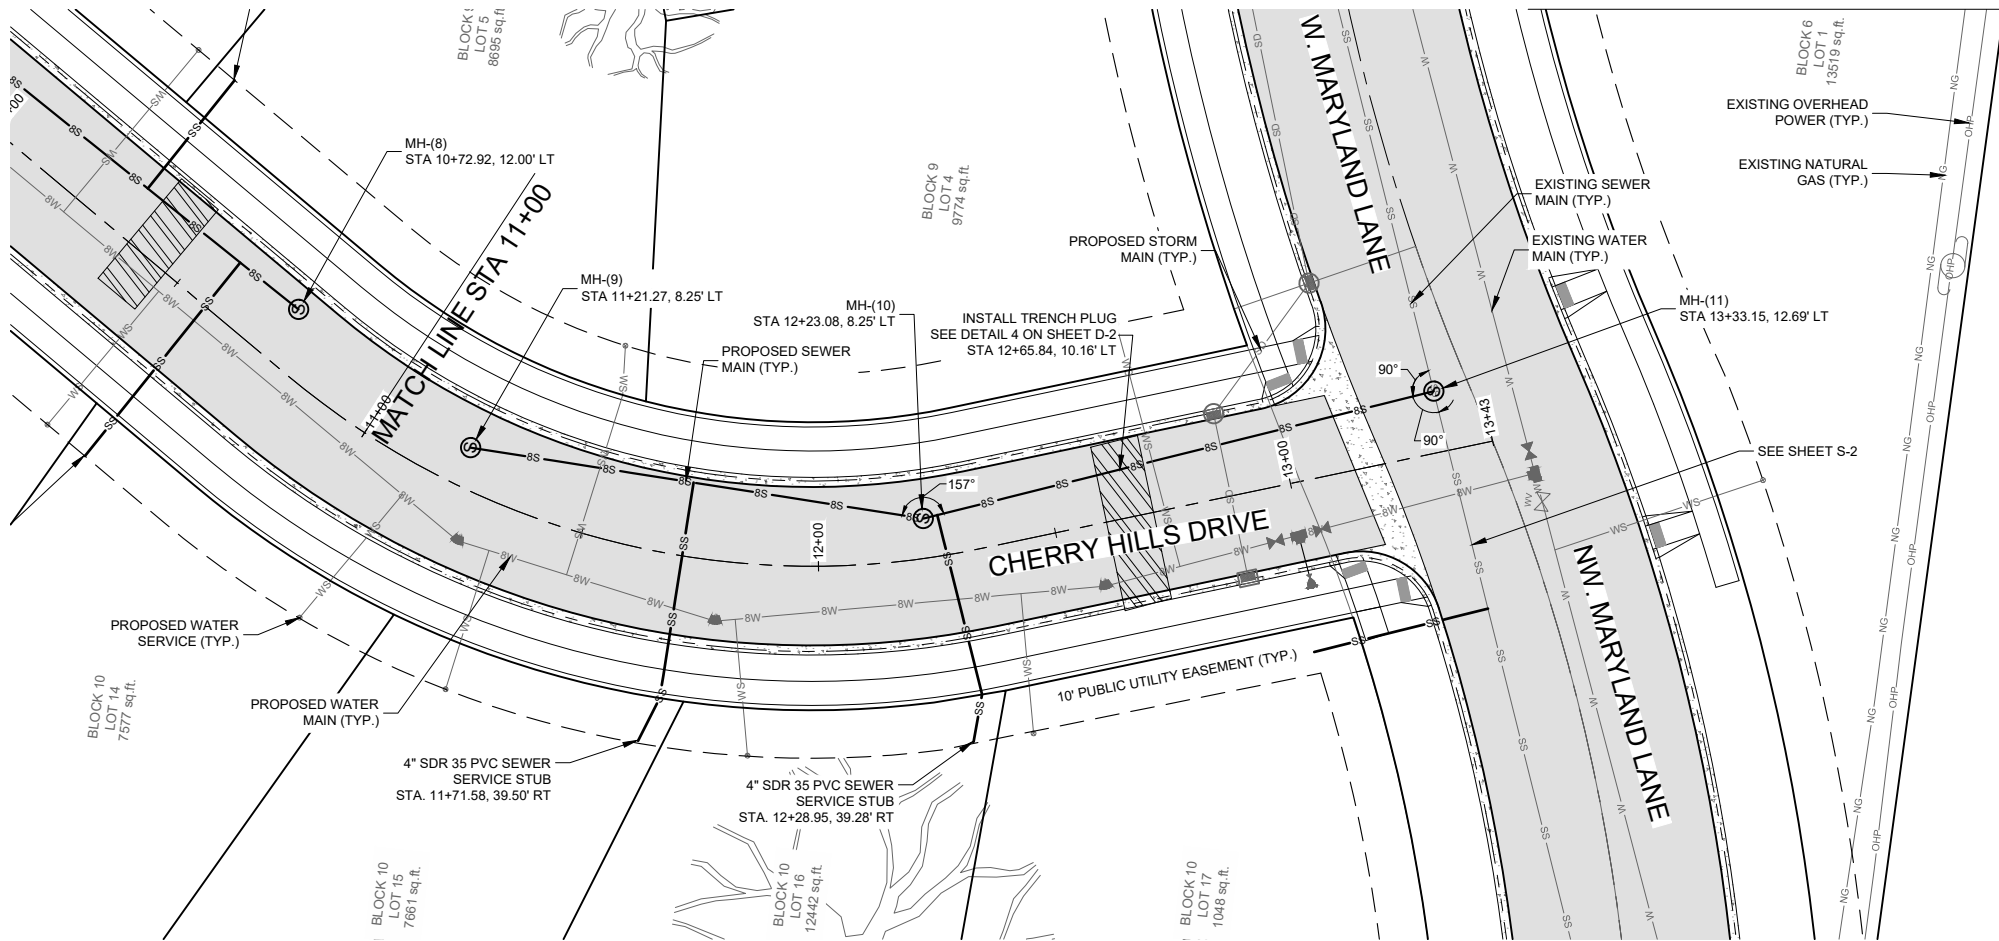 BLOCK 9
LOT 5
8695 sq.ft.
W. MARYLAND LANE
BLOCK 6
LOT 1
13519 sq.ft.
EXISTING OVERHEAD
POWER (TYP.)
EXISTING NATURAL
GAS (TYP.)
MH-(8)
STA 10+72.92, 12.00' LT
MATCH LINE STA 11+00
11+00
BLOCK 9
LOT 4
9774 sq.ft.
EXISTING SEWER
MAIN (TYP.)
EXISTING WATER
MAIN (TYP.)
PROPOSED STORM
MAIN (TYP.)
MH-(9)
STA 11+21.27, 8.25' LT
MH-(10)
STA 12+23.08, 8.25' LT
INSTALL TRENCH PLUG
SEE DETAIL 4 ON SHEET D-2
STA 12+65.84, 10.16' LT
MH-(11)
STA 13+33.15, 12.69' LT
PROPOSED SEWER
MAIN (TYP.)
90°
90°
13+43
13+00
157°
12+00
SEE SHEET S-2
CHERRY HILLS DRIVE
NW. MARYLAND LANE
PROPOSED WATER
SERVICE (TYP.)
PROPOSED WATER
MAIN (TYP.)
10' PUBLIC UTILITY EASEMENT (TYP.)
4" SDR 35 PVC SEWER
SERVICE STUB
STA. 11+71.58, 39.50' RT
4" SDR 35 PVC SEWER
SERVICE STUB
STA. 12+28.95, 39.28' RT
BLOCK 10
LOT 14
7577 sq.ft.
BLOCK 10
LOT 15
7661 sq.ft.
BLOCK 10
LOT 16
12442 sq.ft.
BLOCK 10
LOT 17
1048 sq.ft.
8S
8W
SS
WS
SD
W
NG
OHP